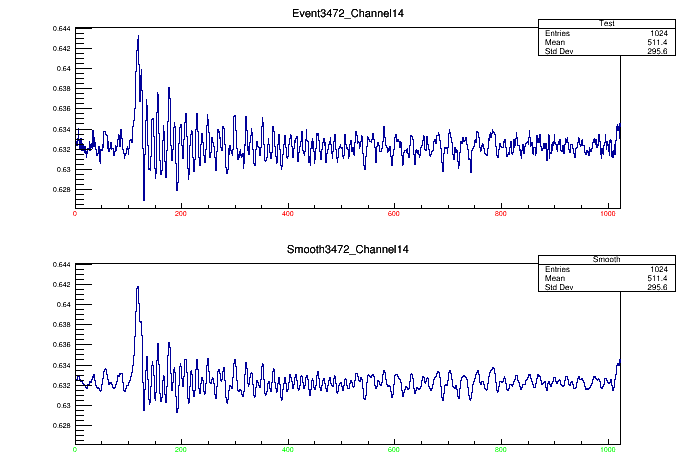 Event3472_Channel14
Test
Entries 1024
Mean 511.4
Std Dev 295.6
0.644
0.642
0.64
0.638
0.636
0.634
0.632
0.63
0.628
0 200 400 600 800 1000
Smooth3472_Channel14
Smooth
Entries 1024
Mean 511.4
Std Dev 295.6
0.644
0.642
0.64
0.638
0.636
0.634
0.632
0.63
0.628
0 200 400 600 800 1000